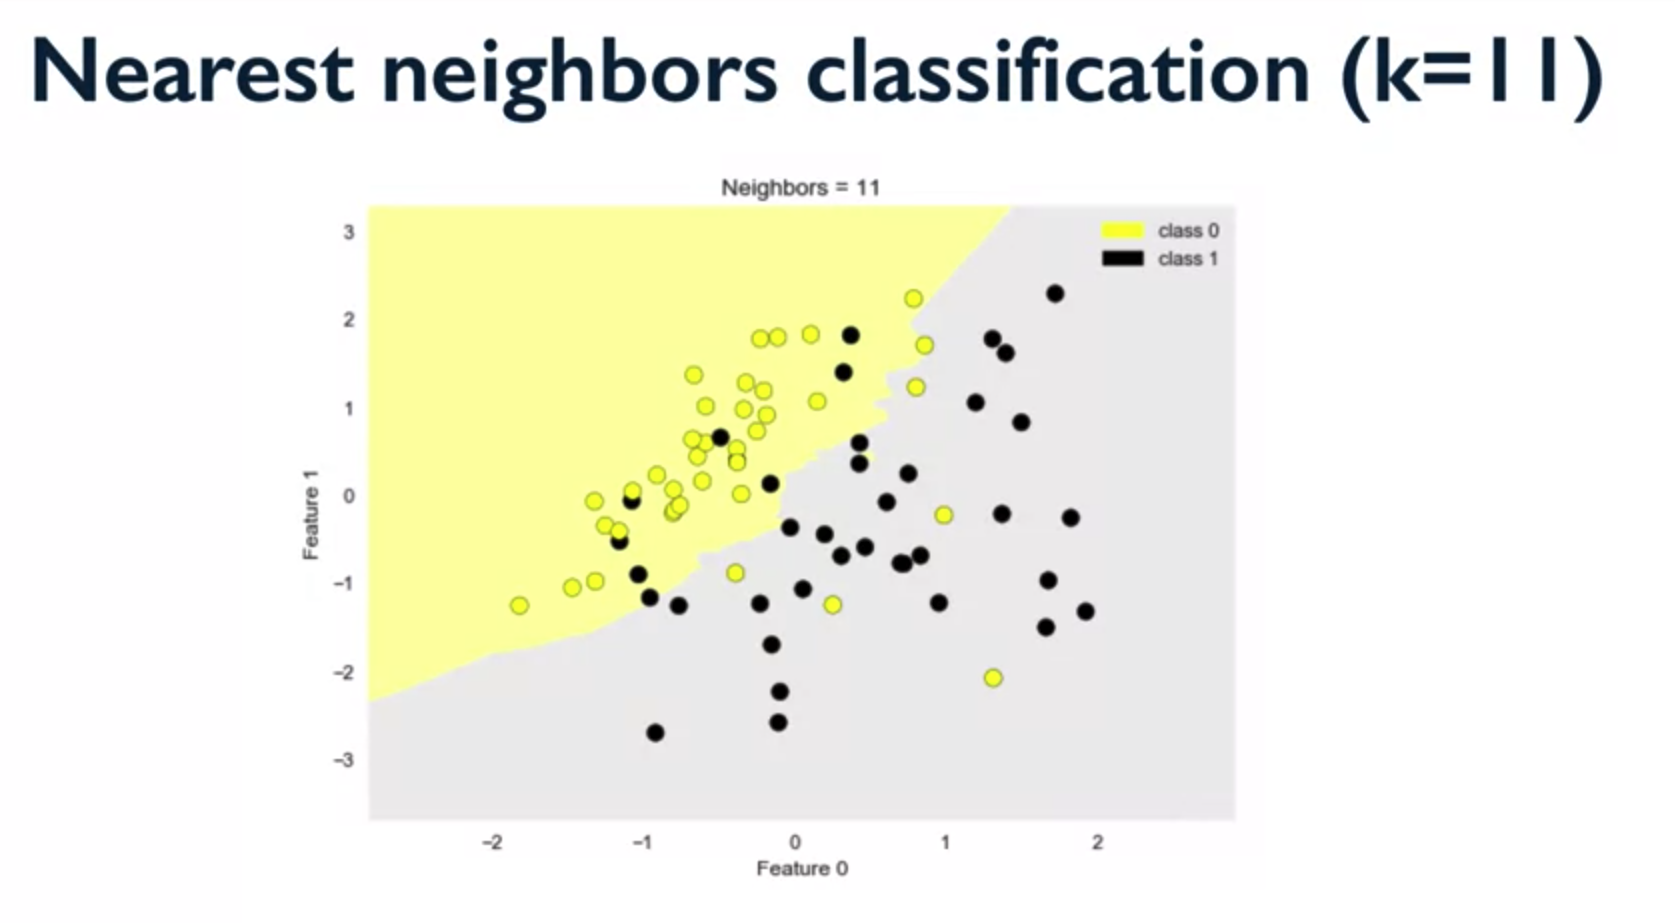 Nearest neighbors classification (k=11)
Neighbors = 11
class 0
class 1
3
2
1
0
−1
−2
−3
Feature 1
−2 −1 0 1 2
Feature 0